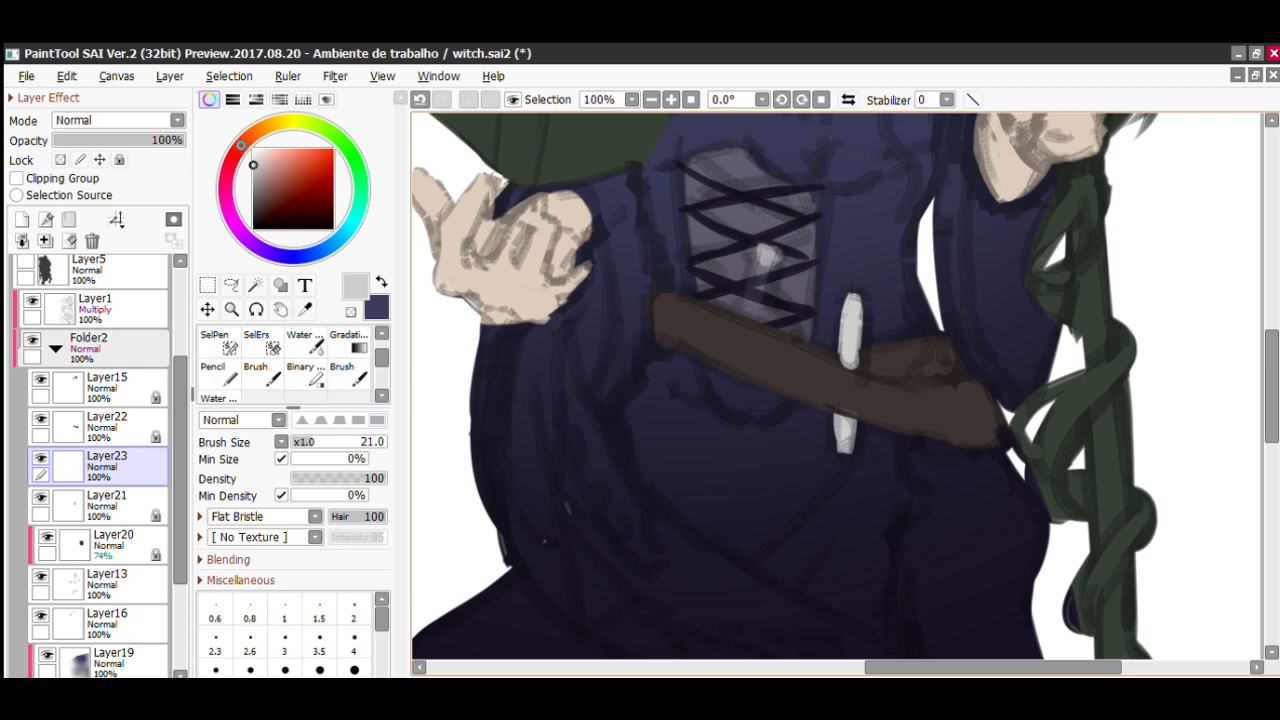 PaintTool SAI Ver.2 (32bit) Preview.2017.08.20 - Ambiente de trabalho / witch.sai2 (*)
File Edit Canvas Layer Selection Ruler Filter View Window Help
Layer Effect
Mode Normal
Opacity 100%
Lock
Clipping Group
Selection Source
Layer5
Normal
100%
Layer1
Multiply
100%
Folder2
Normal
100%
Layer15
Normal
100%
Layer22
Normal
100%
Layer23
Normal
100%
Layer21
Normal
100%
Layer20
Normal
74%
Layer13
Normal
100%
Layer16
Normal
100%
Layer19
Normal
100%
T
SelPen SelErs Water ... Gradati...
Pencil Brush Binary ... Brush
Water ...
Normal
Brush Size x1.0 21.0
Min Size 0%
Density 100
Min Density 0%
Flat Bristle Hair 100
[ No Texture ] Intensity 95
Blending
Miscellaneous
0.6 0.8 1 1.5 2
2.3 2.6 3 3.5 4
Selection 100% 0.0° Stabilizer 0